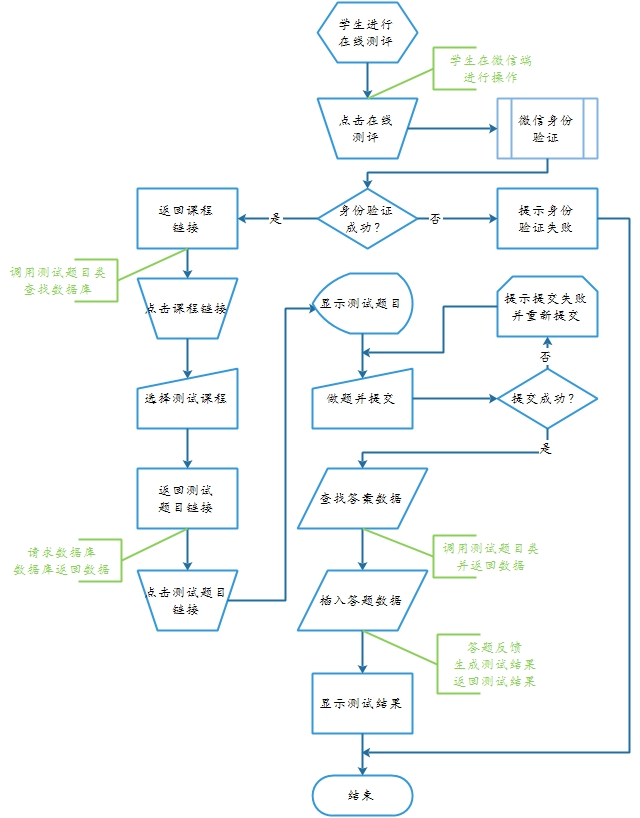 学生进行
在线测评
学生在微信端
进行操作
点击在线
测评
微信身份
验证
返回课程
链接
是
身份验证
成功?
否
提示身份
验证失败
调用测试题目类
查找数据库
点击课程链接
显示测试题目
提示提交失败
并重新提交
否
选择测试课程
做题并提交
提交成功?
是
返回测试
题目链接
查找答案数据
请求数据库
数据库返回数据
调用测试题目类
并返回数据
点击测试题目
链接
插入答题数据
答题反馈
生成测试结果
返回测试结果
显示测试结果
结束